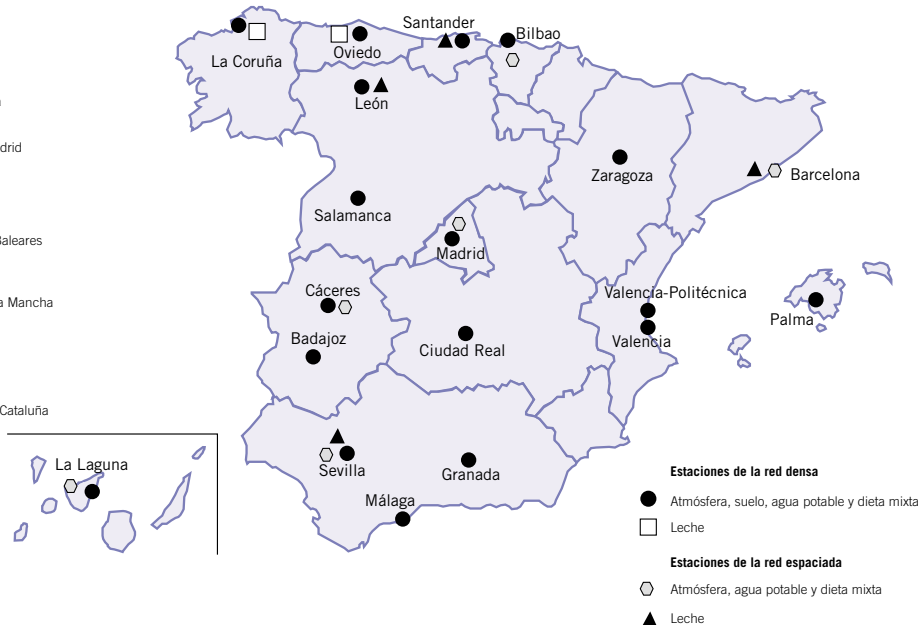 Santander
Bilbao
Oviedo
La Coruña
León
drid
Zaragoza
Barcelona
Salamanca
Baleares
Madrid
Cáceres
Valencia-Politécnica
a Mancha
Palma
Badajoz
Valencia
Ciudad Real
Cataluña
La Laguna
Sevilla
Granada
Málaga
Estaciones de la red densa
Atmósfera, suelo, agua potable y dieta mixta
Leche
Estaciones de la red espaciada
Atmósfera, agua potable y dieta mixta
Leche